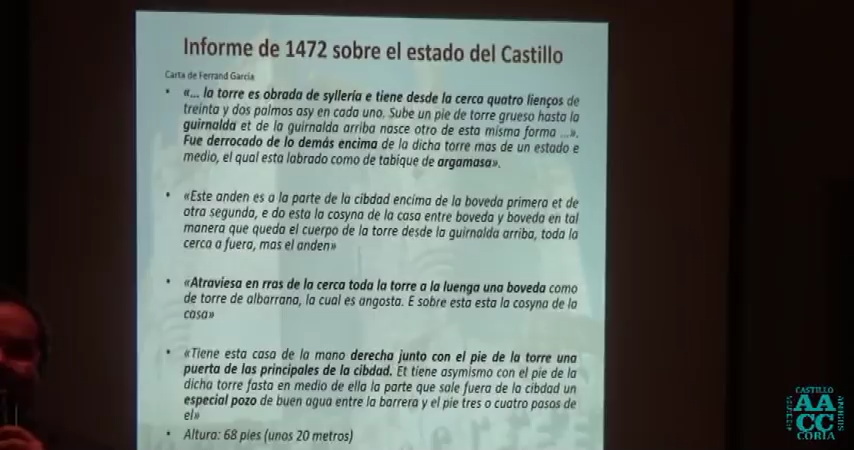 Informe de 1472 sobre el estado del Castillo
Carta de Ferrand Garcia
• «... la torre es obrada de syllería e tiene desde la cerca quatro lienços de
treinta y dos palmos asy en cada uno. Sube un pie de torre grueso hasta la
guirnalda et de la guirnalda arriba nasce otro de esta misma forma ...».
Fue derrocado de lo demás encima de la dicha torre mas de un estado e
medio, el qual esta labrado como de tabique de argamasa».
• «Este anden es a la parte de la cibdad encima de la boveda primera et de
otra segunda, e do esta la cosyna de la casa entre boveda y boveda en tal
manera que queda el cuerpo de la torre desde la guirnalda arriba, toda la
cerca a fuera, mas el anden»
• «Atraviesa en rras de la cerca toda la torre a la luenga una boveda como
de torre de albarrana, la cual es angosta. E sobre esta esta la cosyna de la
casa»
• «Tiene esta casa de la mano derecha junto con el pie de la torre una
puerta de las principales de la cibdad. Et tiene asymismo con el pie de la
dicha torre fasta en medio de ella la parte que sale fuera de la cibdad un
especial pozo de buen agua entre la barrera y el pie tres o cuatro pasos de
el»
• Altura: 68 pies (unos 20 metros)
CASTILLO
AA
CC
CORIA